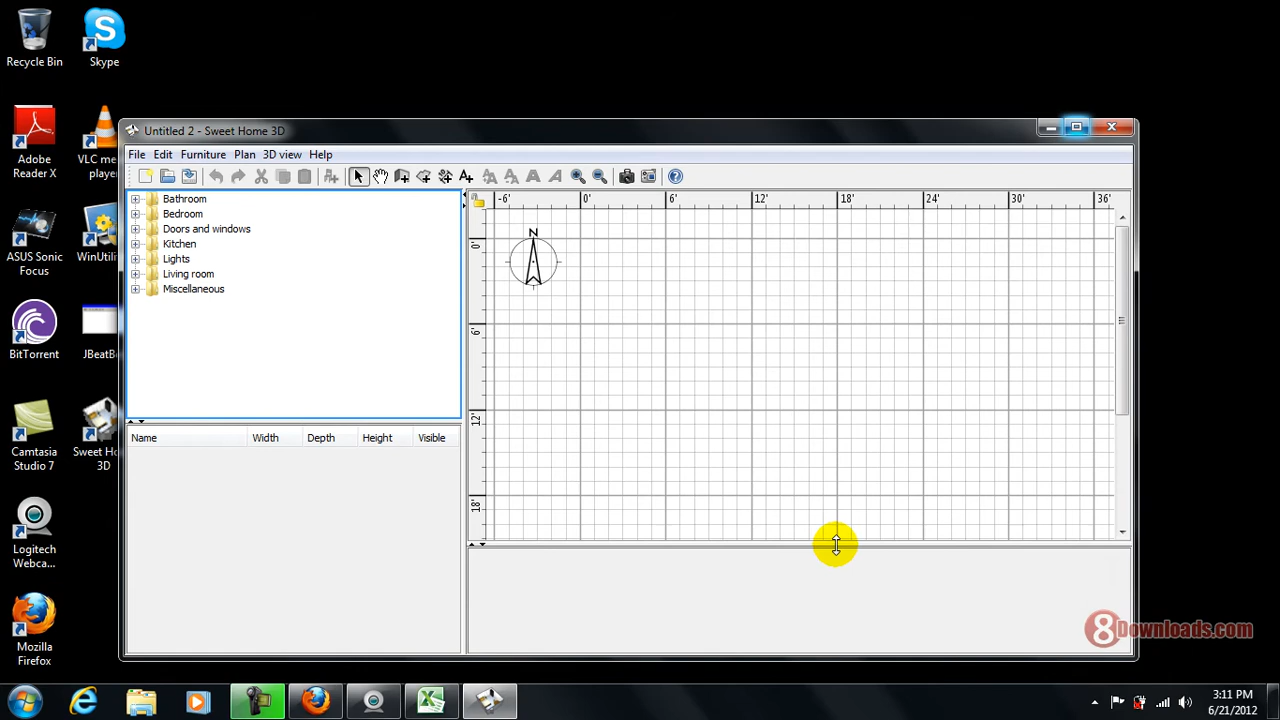 Recycle Bin
Skype
Adobe
Reader X
VLC me
player
ASUS Sonic
Focus
WinUtili
BitTorrent
JBeatB
Camtasia
Studio 7
Sweet Ho
3D
Logitech
Webca...
Mozilla
Firefox
Untitled 2 - Sweet Home 3D
File Edit Furniture Plan 3D view Help
Bathroom
Bedroom
Doors and windows
Kitchen
Lights
Living room
Miscellaneous
Name Width Depth Height Visible
-6' 0' 6' 12' 18' 24' 30' 36'
N
0'
6'
12'
18'
8Downloads.com
3:11 PM
6/21/2012